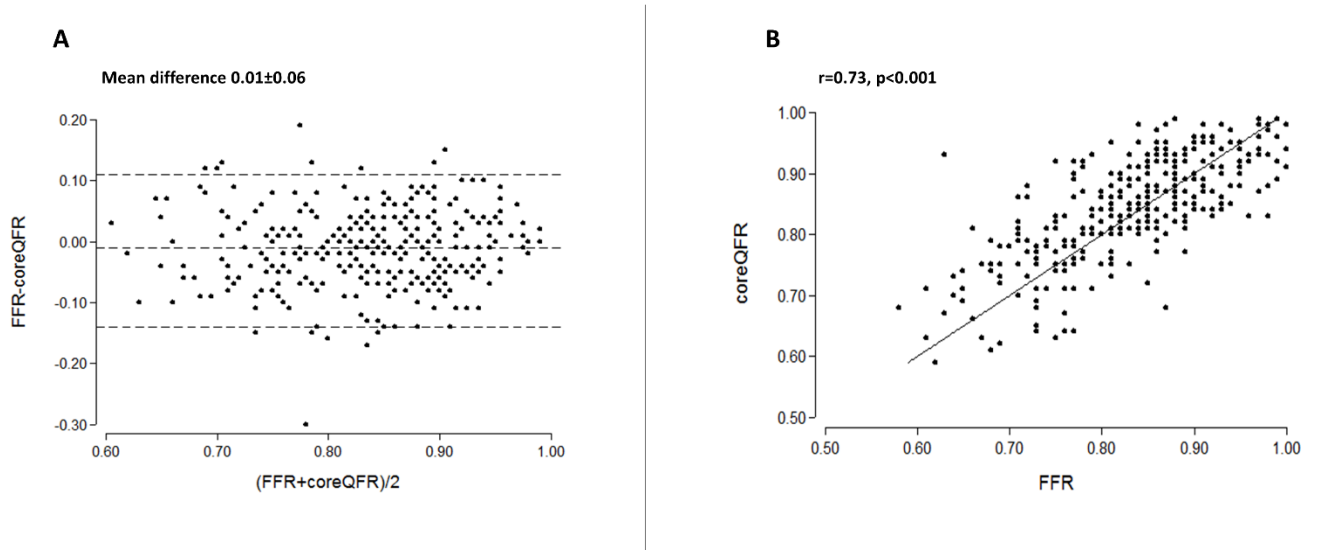 A
Mean difference 0.01±0.06
0.20
0.10
0.00
-0.10
-0.20
-0.30
FFR-coreQFR
0.60 0.70 0.80 0.90 1.00
(FFR+coreQFR)/2
B
r=0.73, p<0.001
1.00
0.90
0.80
0.70
0.60
0.50
coreQFR
0.50 0.60 0.70 0.80 0.90 1.00
FFR